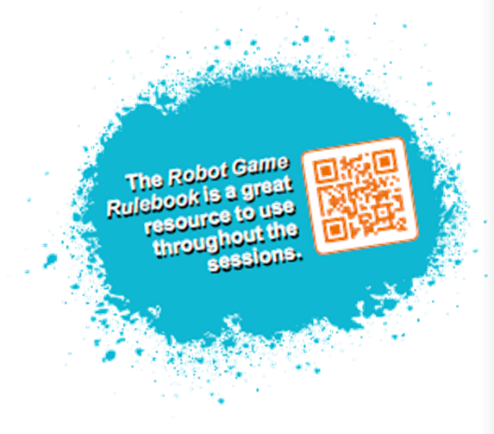 The Robot Game
Rulebook is a great
resource to use
throughout the
sessions.